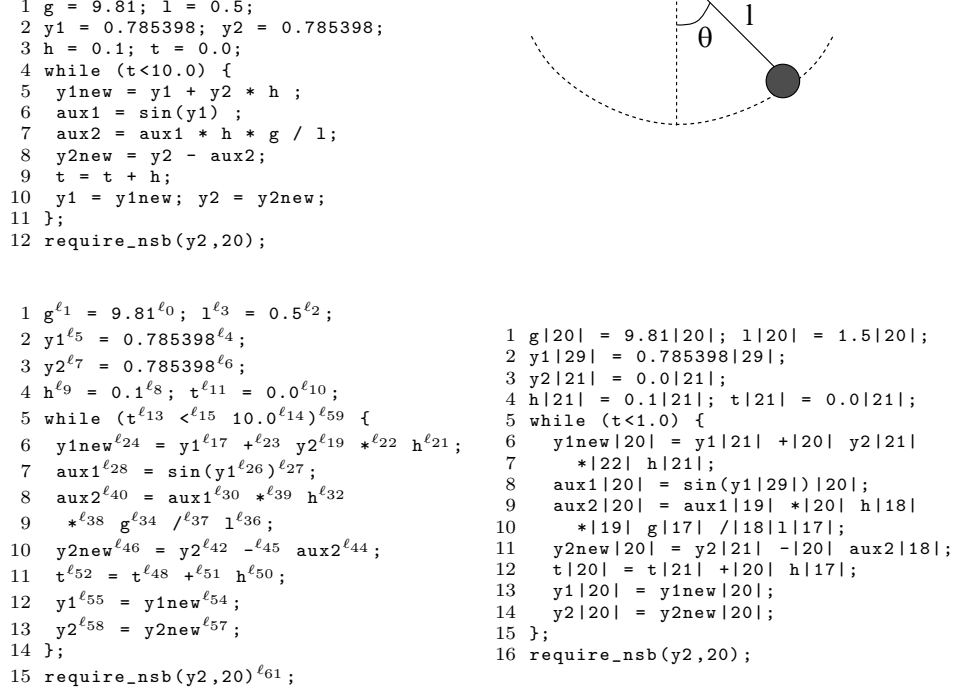 1 g = 9.81; l = 0.5;
2 y1 = 0.785398; y2 = 0.785398;
3 h = 0.1; t = 0.0;
4 while (t<10.0) {
5 y1new = y1 + y2 * h ;
6 aux1 = sin(y1) ;
7 aux2 = aux1 * h * g / l;
8 y2new = y2 - aux2;
9 t = t + h;
10 y1 = y1new; y2 = y2new;
11 };
12 require_nsb(y2,20);
l
θ
1 g^ℓ1 = 9.81^ℓ0; l^ℓ3 = 0.5^ℓ2;
2 y1^ℓ5 = 0.785398^ℓ4;
3 y2^ℓ7 = 0.785398^ℓ6;
4 h^ℓ9 = 0.1^ℓ8; t^ℓ11 = 0.0^ℓ10;
5 while (t^ℓ13 <^ℓ15 10.0^ℓ14)^ℓ59 {
6 y1new^ℓ24 = y1^ℓ17 +^ℓ23 y2^ℓ19 *^ℓ22 h^ℓ21;
7 aux1^ℓ28 = sin(y1^ℓ26)^ℓ27;
8 aux2^ℓ40 = aux1^ℓ30 *^ℓ39 h^ℓ32
9 *^ℓ38 g^ℓ34 /^ℓ37 l^ℓ36;
10 y2new^ℓ46 = y2^ℓ42 -^ℓ45 aux2^ℓ44;
11 t^ℓ52 = t^ℓ48 +^ℓ51 h^ℓ50;
12 y1^ℓ55 = y1new^ℓ54;
13 y2^ℓ58 = y2new^ℓ57;
14 };
15 require_nsb(y2,20)^ℓ61;
1 g|20| = 9.81|20|; l|20| = 1.5|20|;
2 y1|29| = 0.785398|29|;
3 y2|21| = 0.0|21|;
4 h|21| = 0.1|21|; t|21| = 0.0|21|;
5 while (t<1.0) {
6 y1new|20| = y1|21| +|20| y2|21|
7 *|22| h|21|;
8 aux1|20| = sin(y1|29|)|20|;
9 aux2|20| = aux1|19| *|20| h|18|
10 *|19| g|17| /|18|l|17|;
11 y2new|20| = y2|21| -|20| aux2|18|;
12 t|20| = t|21| +|20| h|17|;
13 y1|20| = y1new|20|;
14 y2|20| = y2new|20|;
15 };
16 require_nsb(y2,20);